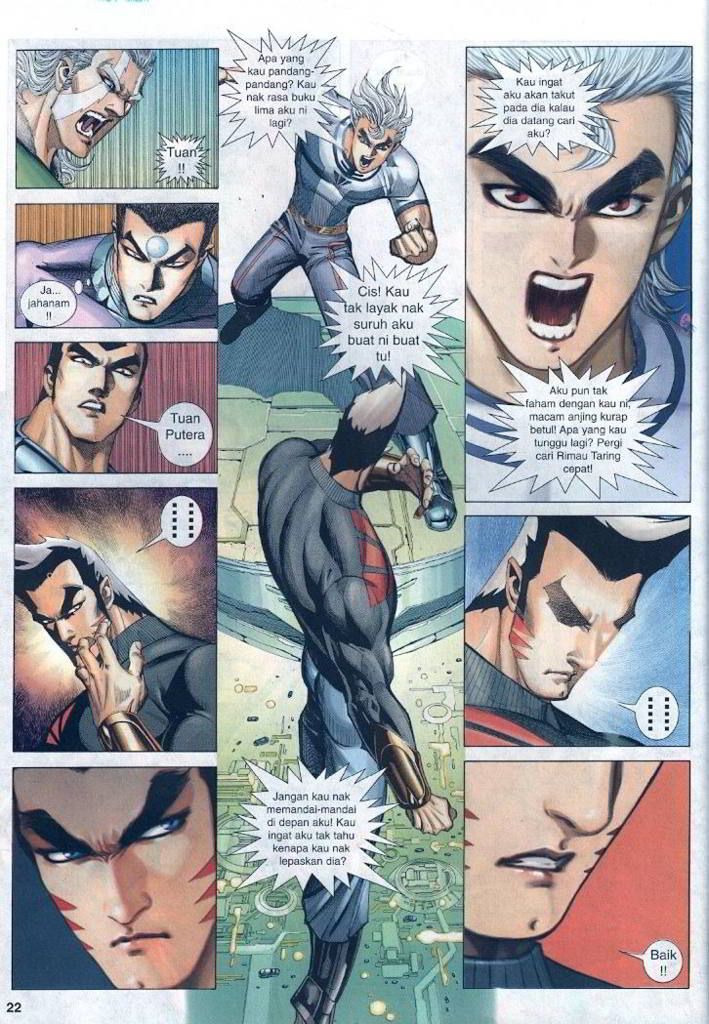 Tuan
!!
Ja...
jahanam
!!
Tuan
Putera
....
Apa yang
kau pandang-
pandang? Kau
nak rasa buku
lima aku ni
lagi?
Cis! Kau
tak layak nak
suruh aku
buat ni buat
tu!
Jangan kau nak
memandai-mandai
di depan aku! Kau
ingat aku tak tahu
kenapa kau nak
lepaskan dia?
Kau ingat
aku akan takut
pada dia kalau
dia datang cari
aku?
Aku pun tak
faham dengan kau ni,
macam anjing kurap
betul! Apa yang kau
tunggu lagi? Pergi
cari Rimau Taring
cepat!
Baik
!!
22